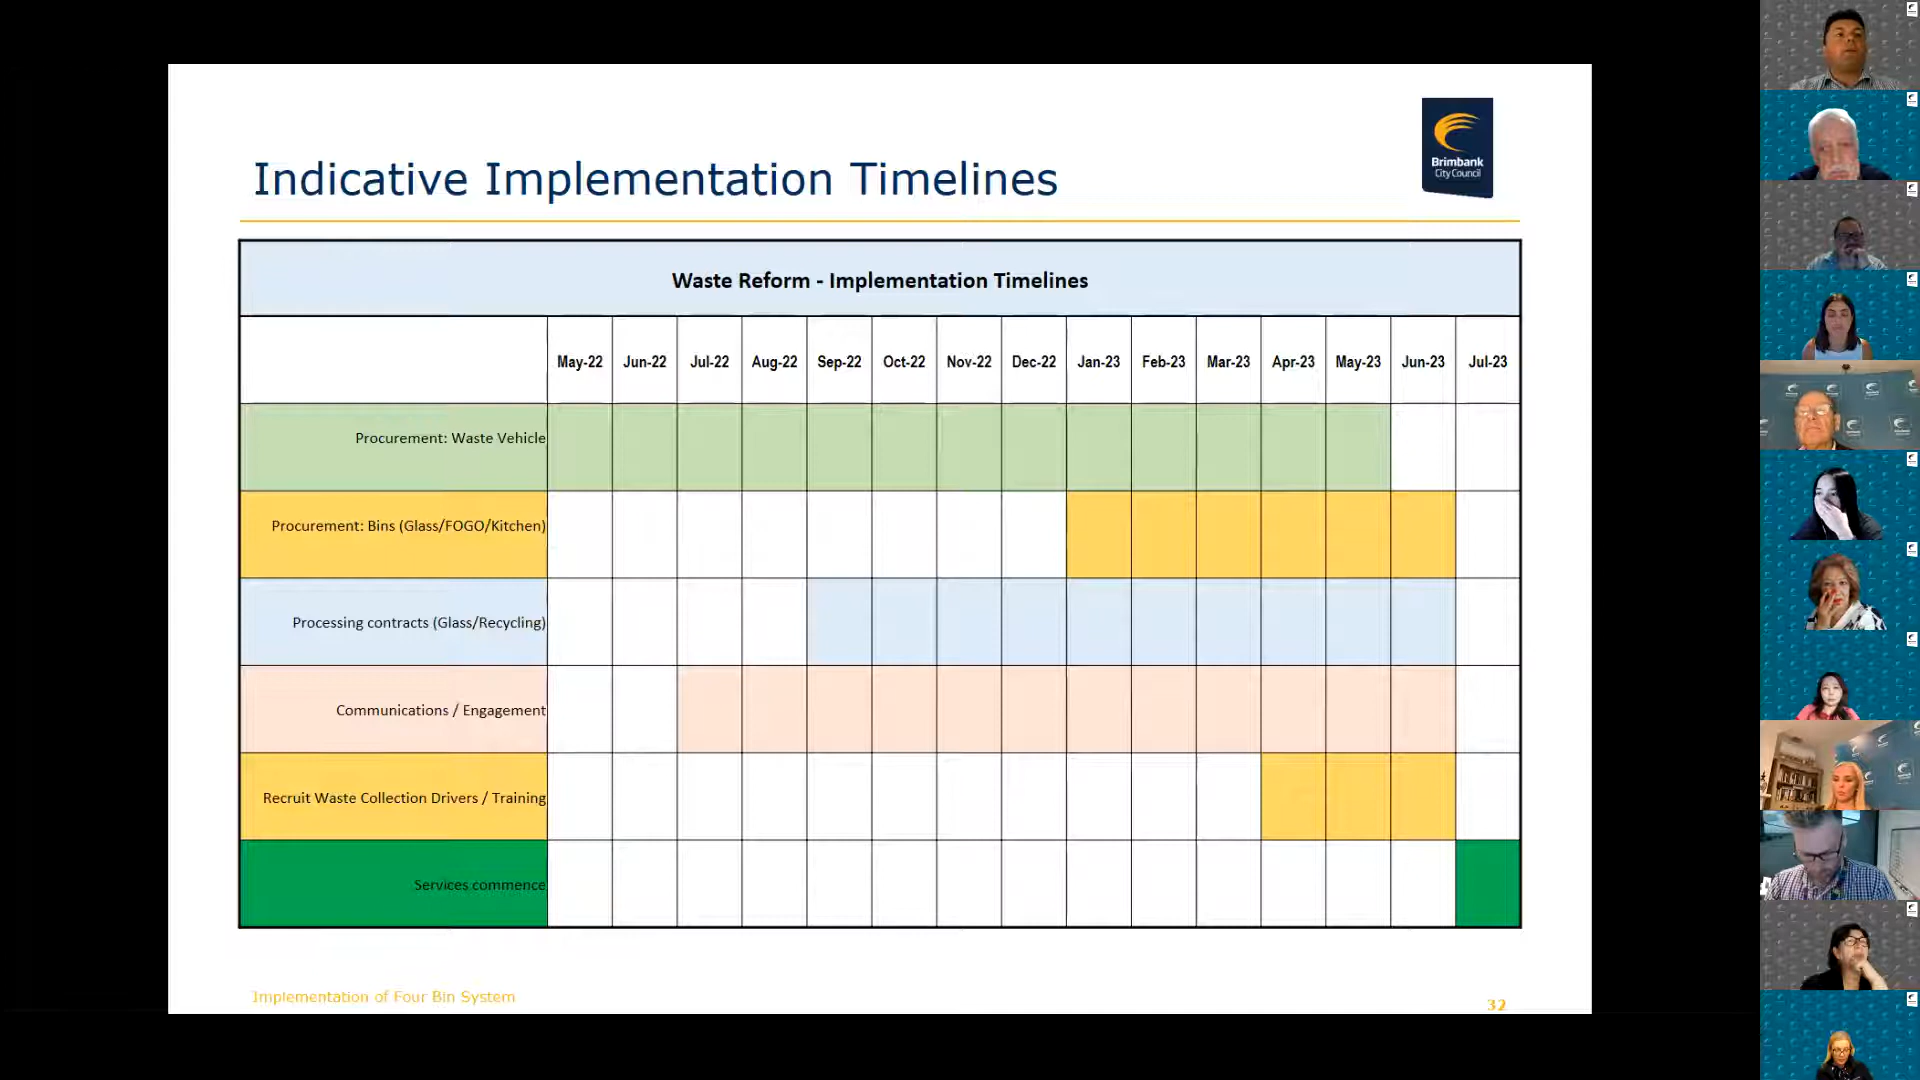 Indicative Implementation Timelines
Brimbank
City Council
Waste Reform - Implementation Timelines
May-22 Jun-22 Jul-22 Aug-22 Sep-22 Oct-22 Nov-22 Dec-22 Jan-23 Feb-23 Mar-23 Apr-23 May-23 Jun-23 Jul-23
Procurement: Waste Vehicle
Procurement: Bins (Glass/FOGO/Kitchen)
Processing contracts (Glass/Recycling)
Communications / Engagement
Recruit Waste Collection Drivers / Training
Services commence
Implementation of Four Bin System
32